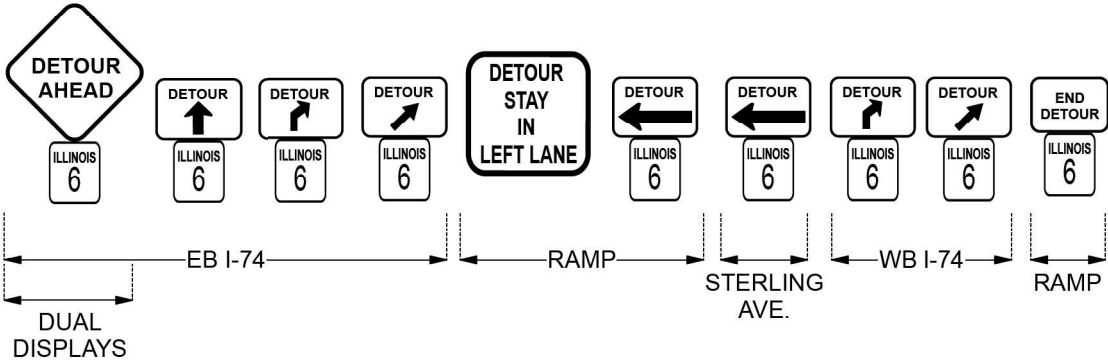 DETOUR
AHEAD
ILLINOIS
6
DETOUR
ILLINOIS
6
DETOUR
ILLINOIS
6
DETOUR
ILLINOIS
6
DETOUR
STAY
IN
LEFT LANE
DETOUR
ILLINOIS
6
DETOUR
ILLINOIS
6
DETOUR
ILLINOIS
6
DETOUR
ILLINOIS
6
END
DETOUR
ILLINOIS
6
EB I-74
RAMP
STERLING
AVE.
WB I-74
RAMP
DUAL
DISPLAYS